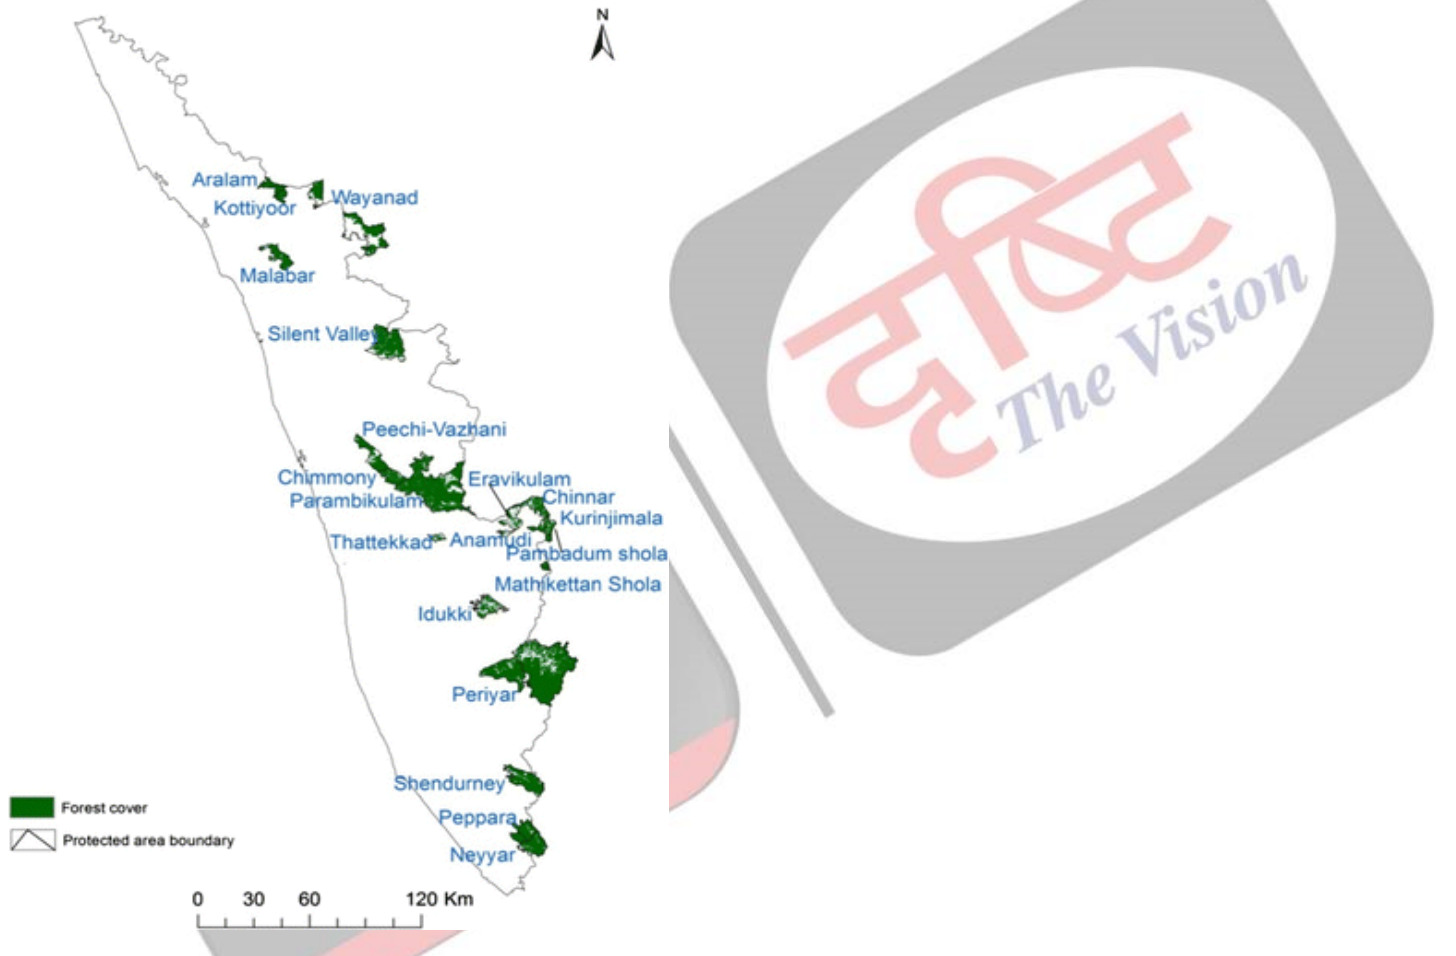 N
Aralam
Wayanad
Kottiyoor
Malabar
Silent Valley
Peechi-Vazhani
Chimmony
Eravikulam
Parambikulam
Chinnar
Kurinjimala
Thattekkad
Anamudi
Pambadum shola
Mathikettan Shola
Idukki
Periyar
Shendurney
Forest cover
Peppara
Protected area boundary
Neyyar
0 30 60 120 Km
दृष्टि
The Vision